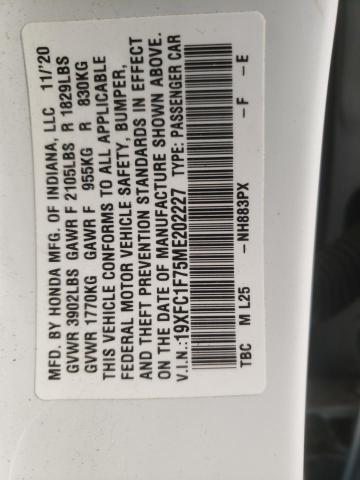 MFD. BY HONDA MFG. OF INDIANA, LLC 11/'20
GVWR 3902LBS GAWR F 2105LBS R 1829LBS
GVWR 1770KG GAWR F 955KG R 830KG
THIS VEHICLE CONFORMS TO ALL APPLICABLE
FEDERAL MOTOR VEHICLE SAFETY, BUMPER,
AND THEFT PREVENTION STANDARDS IN EFFECT
ON THE DATE OF MANUFACTURE SHOWN ABOVE.
V.I.N.:19XFC1F75ME202227 TYPE: PASSENGER CAR
TBC M L25 -NH883PX -F -E